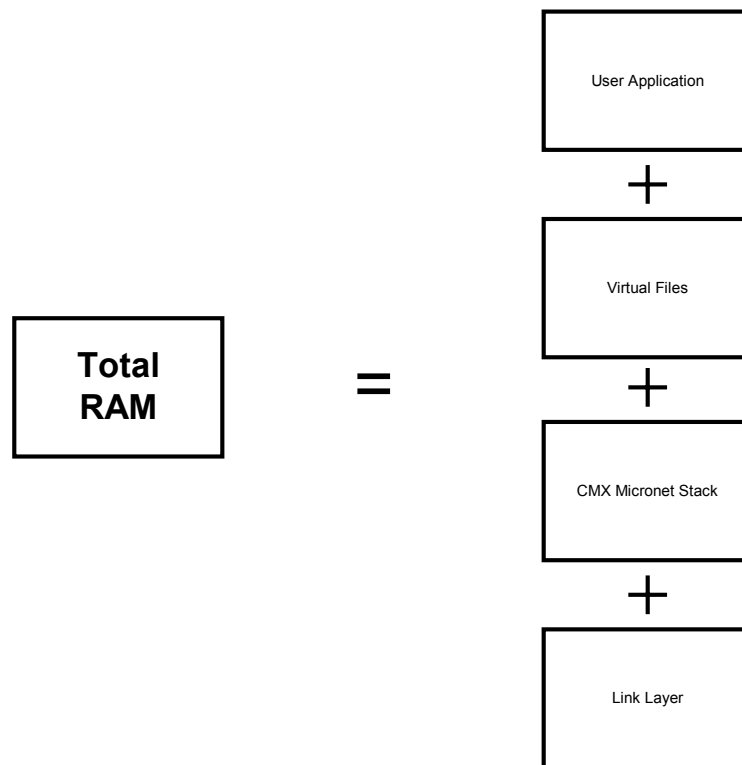 User Application
+
Virtual Files
Total
RAM
=
+
CMX Micronet Stack
+
Link Layer